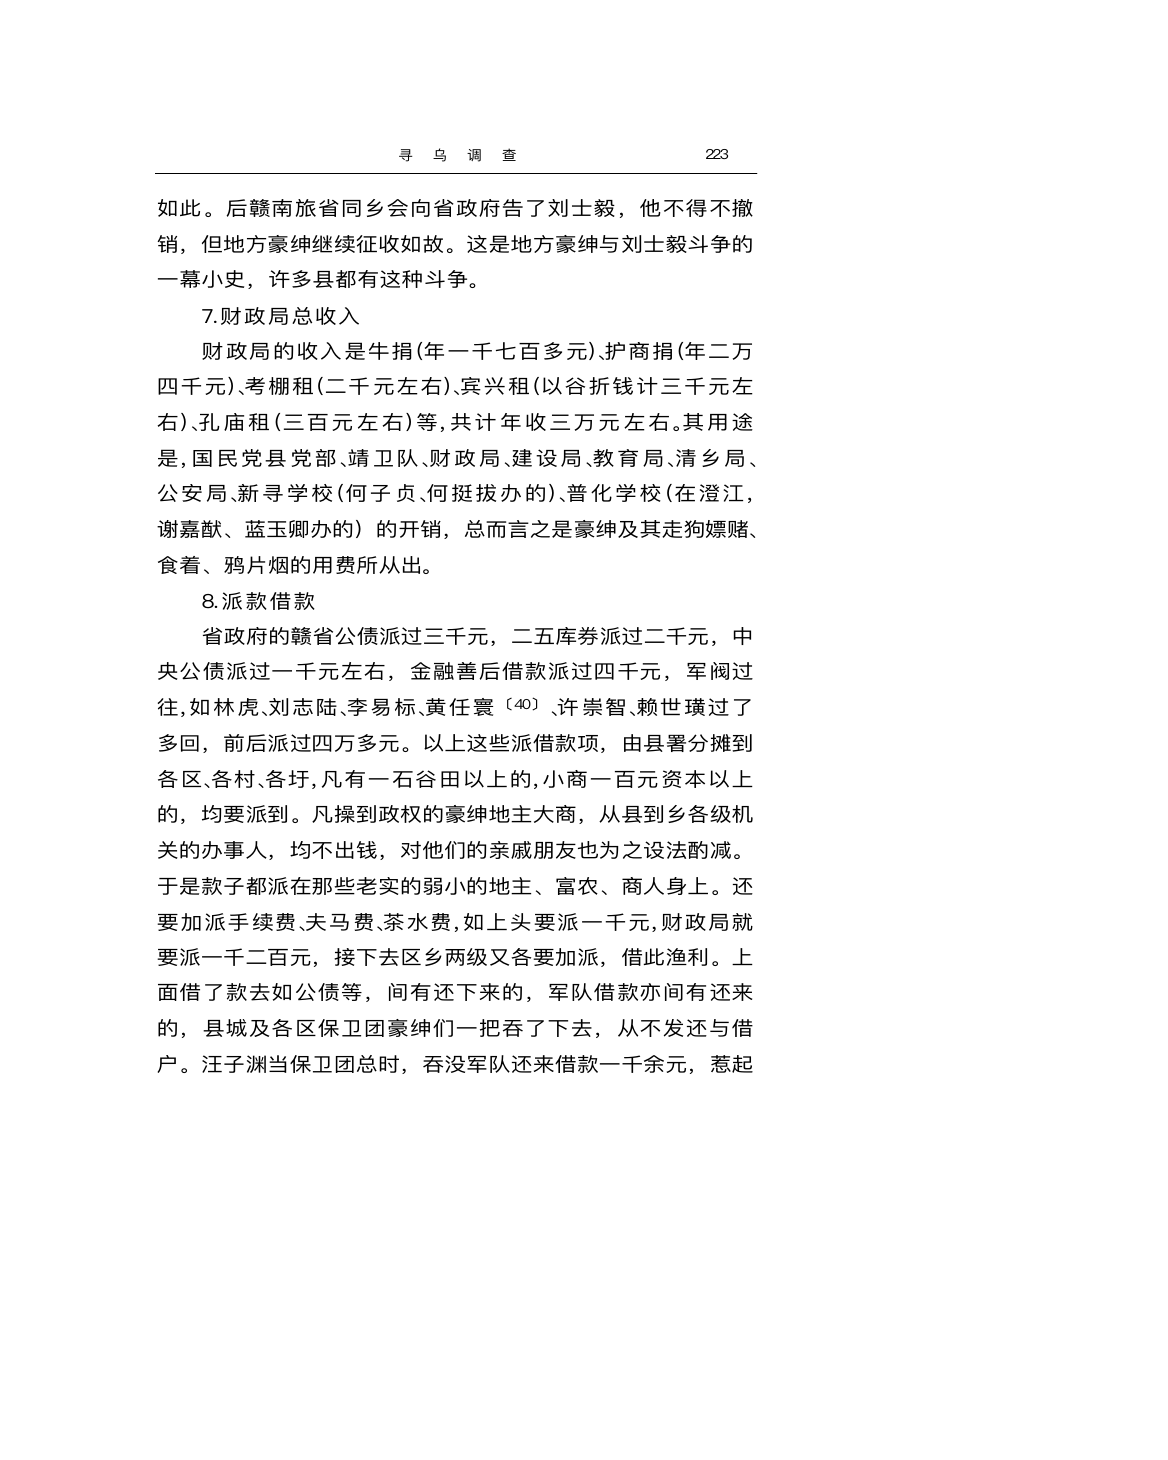 寻乌调查 223
如此。后赣南旅省同乡会向省政府告了刘士毅，他不得不撤
销，但地方豪绅继续征收如故。这是地方豪绅与刘士毅斗争的
一幕小史，许多县都有这种斗争。
7.财政局总收入
财政局的收入是牛捐(年一千七百多元)、护商捐(年二万
四千元)、考棚租(二千元左右)、宾兴租(以谷折钱计三千元左
右)、孔庙租(三百元左右)等，共计年收三万元左右。其用途
是，国民党县党部、靖卫队、财政局、建设局、教育局、清乡局、
公安局、新寻学校(何子贞、何挺拔办的)、普化学校(在澄江，
谢嘉猷、蓝玉卿办的）的开销，总而言之是豪绅及其走狗嫖赌、
食着、鸦片烟的用费所从出。
8.派款借款
省政府的赣省公债派过三千元，二五库券派过二千元，中
央公债派过一千元左右，金融善后借款派过四千元，军阀过
往，如林虎、刘志陆、李易标、黄任寰〔40〕、许崇智、赖世璜过了
多回，前后派过四万多元。以上这些派借款项，由县署分摊到
各区、各村、各圩，凡有一石谷田以上的，小商一百元资本以上
的，均要派到。凡操到政权的豪绅地主大商，从县到乡各级机
关的办事人，均不出钱，对他们的亲戚朋友也为之设法酌减。
于是款子都派在那些老实的弱小的地主、富农、商人身上。还
要加派手续费、夫马费、茶水费，如上头要派一千元，财政局就
要派一千二百元，接下去区乡两级又各要加派，借此渔利。上
面借了款去如公债等，间有还下来的，军队借款亦间有还来
的，县城及各区保卫团豪绅们一把吞了下去，从不发还与借
户。汪子渊当保卫团总时，吞没军队还来借款一千余元，惹起